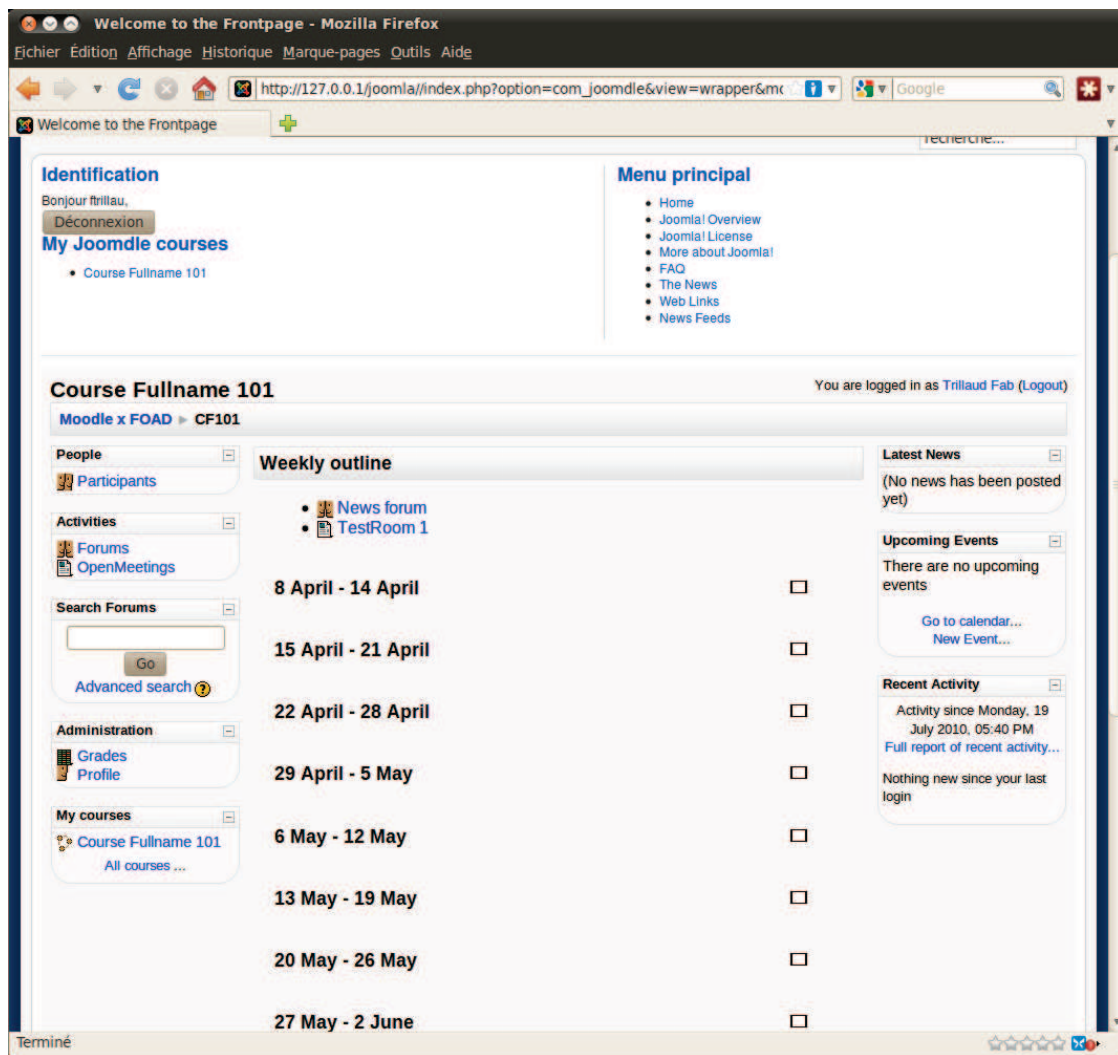 Welcome to the Frontpage - Mozilla Firefox
Fichier Édition Affichage Historique Marque-pages Outils Aide
http://127.0.0.1/joomla//index.php?option=com_joomdle&view=wrapper&mc
Google
Welcome to the Frontpage
recherche...
Identification
Bonjour ftrillau,
Déconnexion
My Joomdle courses
Course Fullname 101
Menu principal
Home
Joomla! Overview
Joomla! License
More about Joomla!
FAQ
The News
Web Links
News Feeds
Course Fullname 101
You are logged in as Trillaud Fab (Logout)
Moodle x FOAD ► CF101
People
Participants
Activities
Forums
OpenMeetings
Search Forums
Go
Advanced search ?
Administration
Grades
Profile
My courses
Course Fullname 101
All courses ...
Weekly outline
News forum
TestRoom 1
8 April - 14 April
15 April - 21 April
22 April - 28 April
29 April - 5 May
6 May - 12 May
13 May - 19 May
20 May - 26 May
27 May - 2 June
Latest News
(No news has been posted
yet)
Upcoming Events
There are no upcoming
events
Go to calendar...
New Event...
Recent Activity
Activity since Monday, 19
July 2010, 05:40 PM
Full report of recent activity...
Nothing new since your last
login
Terminé